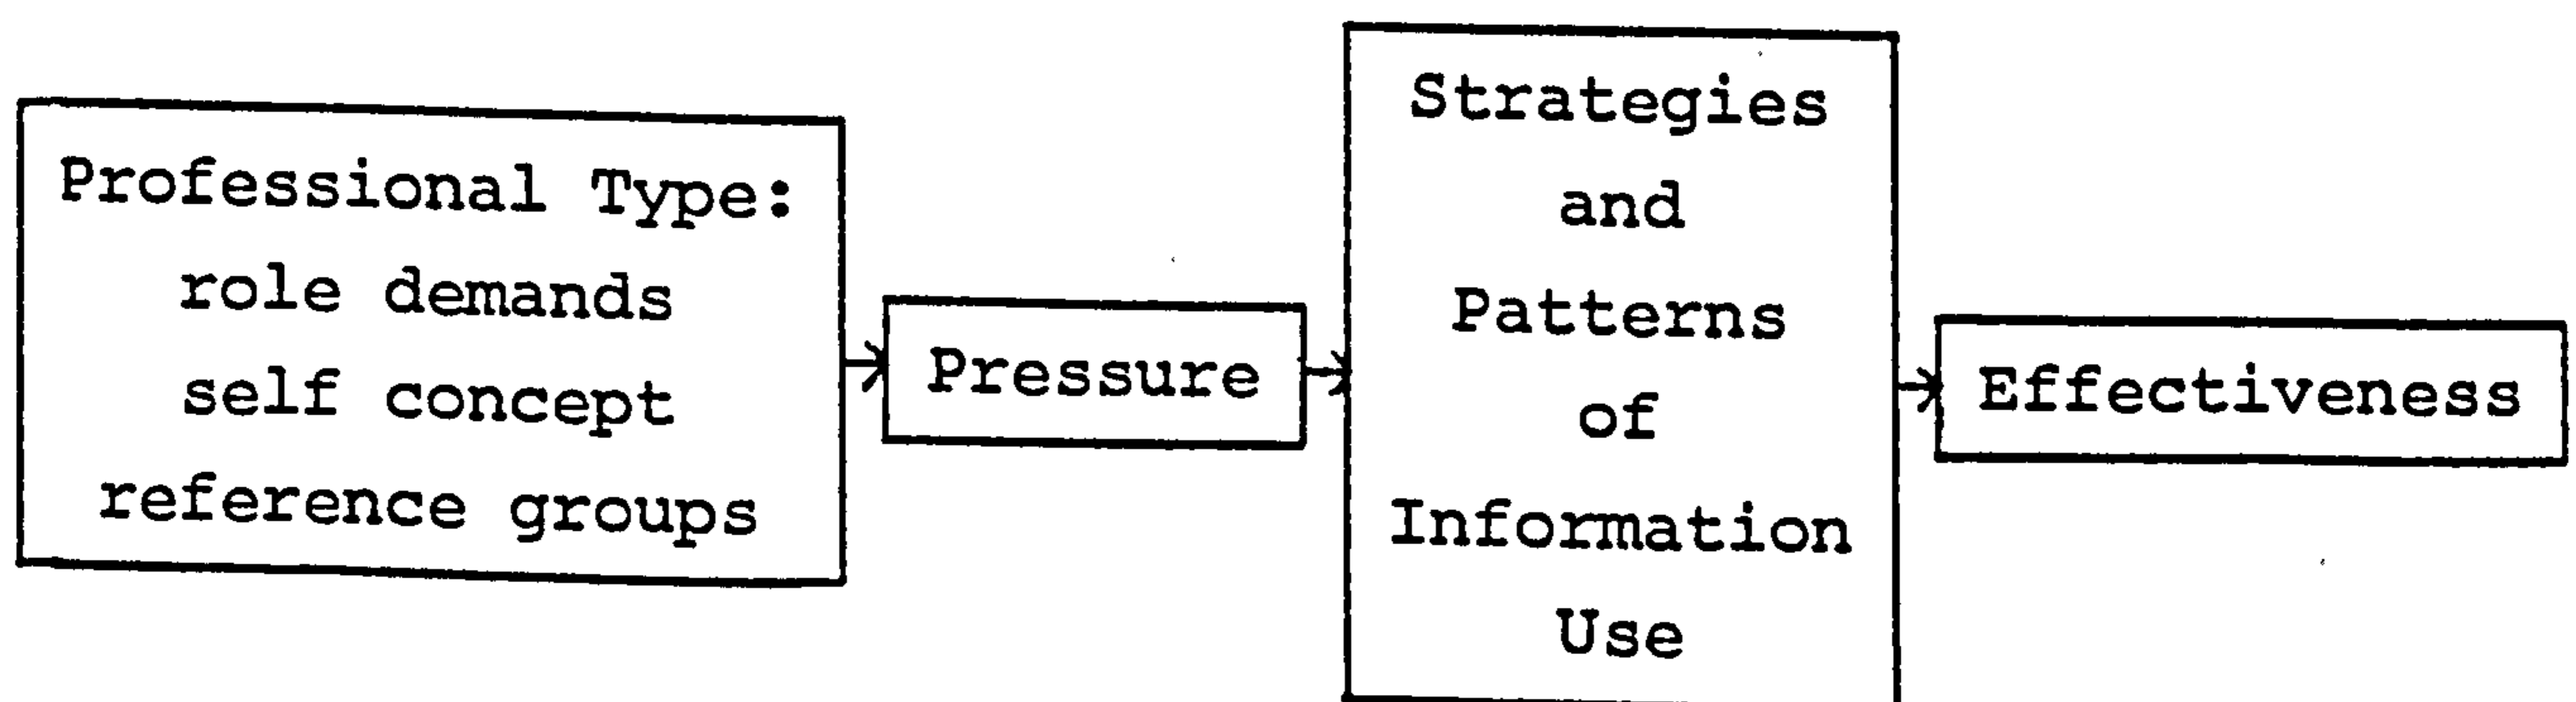 Professional Type:
role demands
self concept
reference groups
Pressure
Strategies
and
Patterns
of
Information
Use
Effectiveness